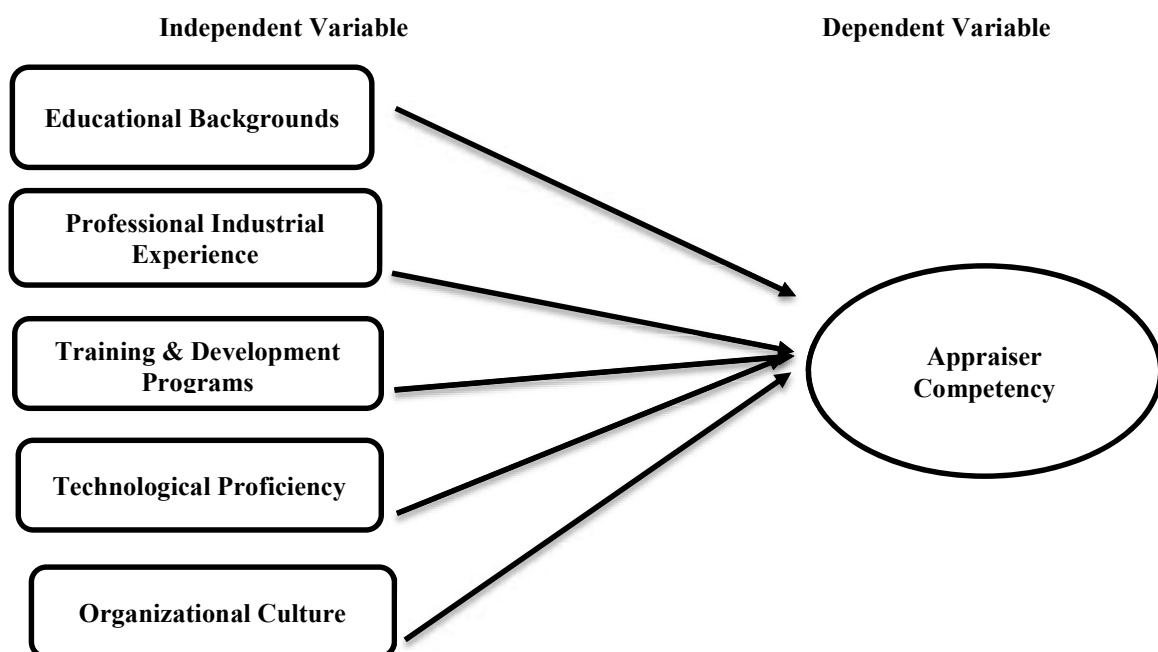 Independent Variable
Dependent Variable
Educational Backgrounds
Professional Industrial
Experience
Training & Development
Programs
Technological Proficiency
Organizational Culture
Appraiser
Competency